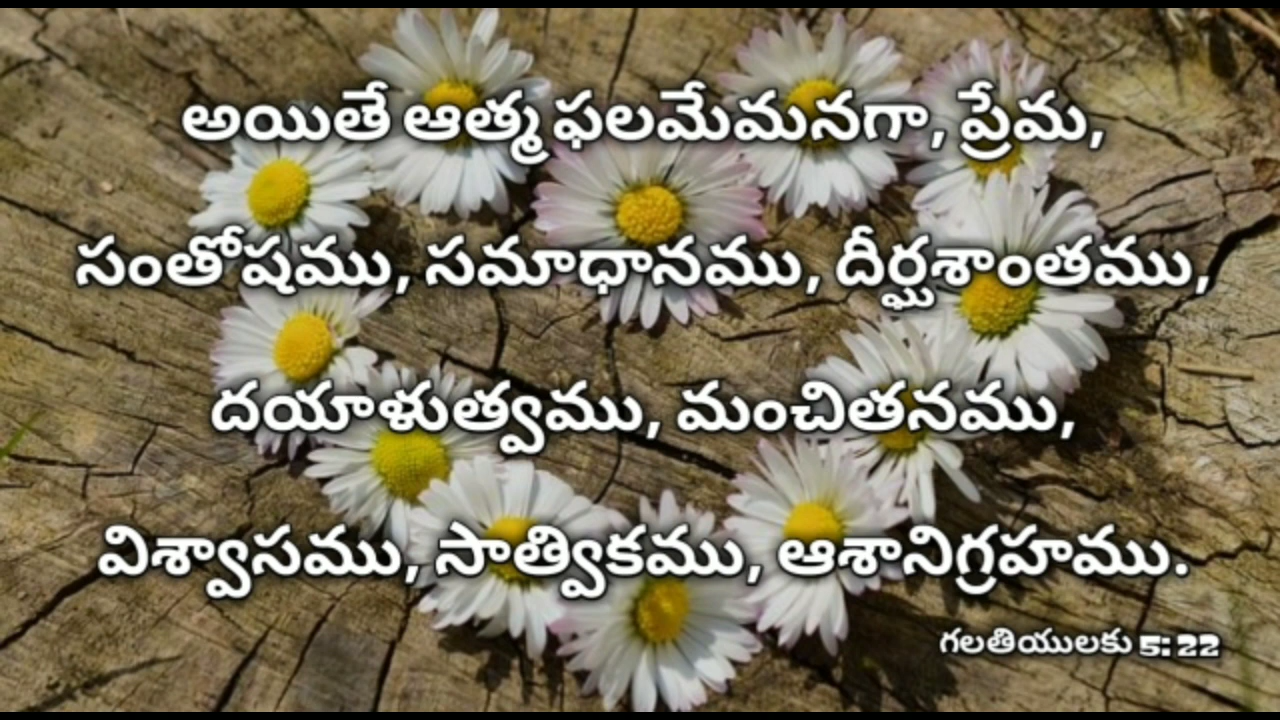 అయితే ఆత్మ ఫలమేమనగా, ప్రేమ,
సంతోషము, సమాధానము, దీర్ఘశాంతము,
దయాళుత్వము, మంచితనము,
విశ్వాసము, సాత్వికము, ఆశానిగ్రహము.
గలతియులకు 5: 22